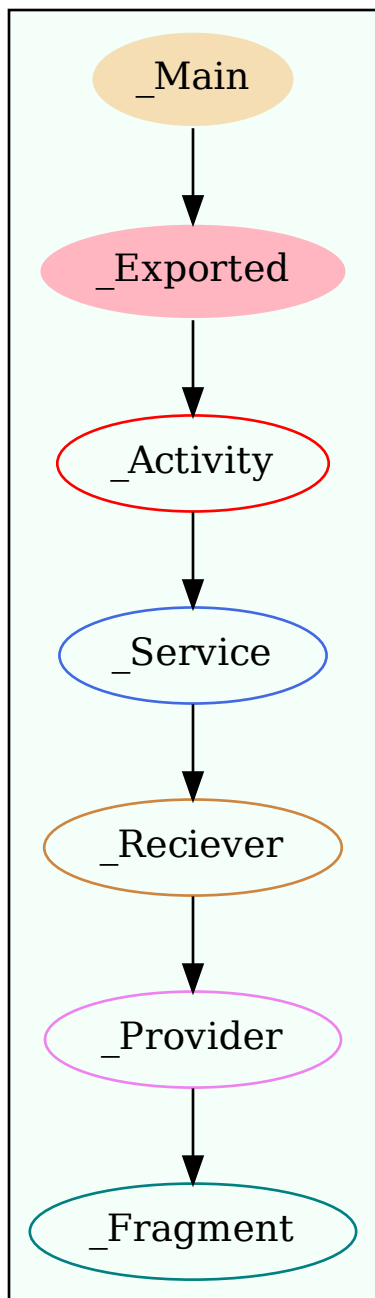 _Main
_Exported
_Activity
_Service
_Reciever
_Provider
_Fragment